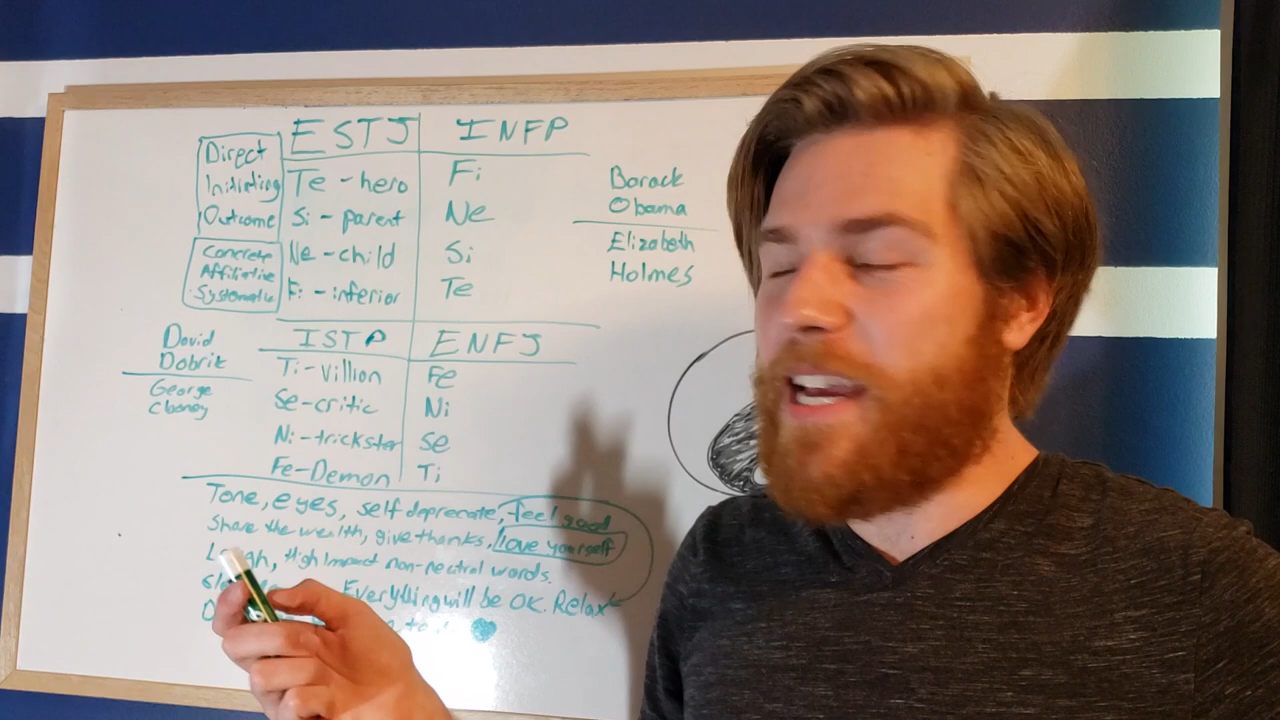 ESTJ INFP
Direct
Initiating
Outcome
Te - hero Fi
Si - parent Ne
Ne - child Si
Fi - inferior Te
Concrete
Affiliative
Systematic
Barack
Obama
Elizabeth
Holmes
David
Dobrik
George
Clooney
ISTP ENFJ
Ti - villion Fe
Se - critic Ni
Ni - trickster Se
Fe - Demon Ti
Tone, eyes, self deprecate, feel good
Share the wealth, give thanks, love yourself
High Impact non-neutral words.
Everything will be OK. Relax